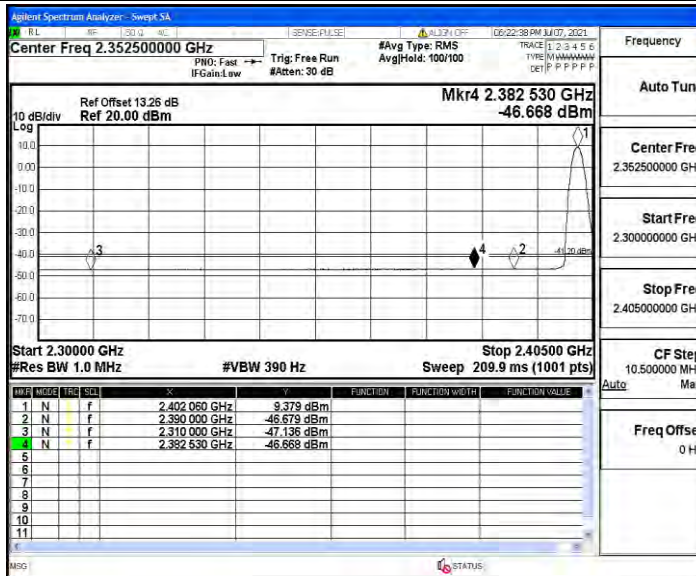 Agilent Spectrum Analyzer - Swept SA
RL RF 50 Ω AC SENSE:PULSE ALIGN OFF 06:22:38 PM Jul 07, 2021
Center Freq 2.352500000 GHz
PNO: Fast
IFGain:Low
Trig: Free Run
#Atten: 30 dB
#Avg Type: RMS
Avg|Hold: 100/100
TRACE 1 2 3 4 5 6
TYPE M
DET P P P P P P
Ref Offset 13.26 dB
Ref 20.00 dBm
10 dB/div
Log
Mkr4 2.382 530 GHz
-46.668 dBm
10.0
0.00
-10.0
-20.0
-30.0
-40.0
-50.0
-60.0
-70.0
1
3
4
2
-41.20 dBm
Start 2.30000 GHz
Stop 2.40500 GHz
#Res BW 1.0 MHz
#VBW 390 Hz
Sweep 209.9 ms (1001 pts)
MKR MODE TRC SCL X Y FUNCTION FUNCTION WIDTH FUNCTION VALUE
1 N f 2.402 060 GHz 9.379 dBm
2 N f 2.390 000 GHz -46.679 dBm
3 N f 2.310 000 GHz -47.136 dBm
4 N f 2.382 530 GHz -46.668 dBm
5
6
7
8
9
10
11
MSG
STATUS
Frequency
Auto Tun
Center Fre
2.352500000 GH
Start Fre
2.300000000 GH
Stop Fre
2.405000000 GH
CF Step
10.500000 MH
Auto Ma
Freq Offse
0 H